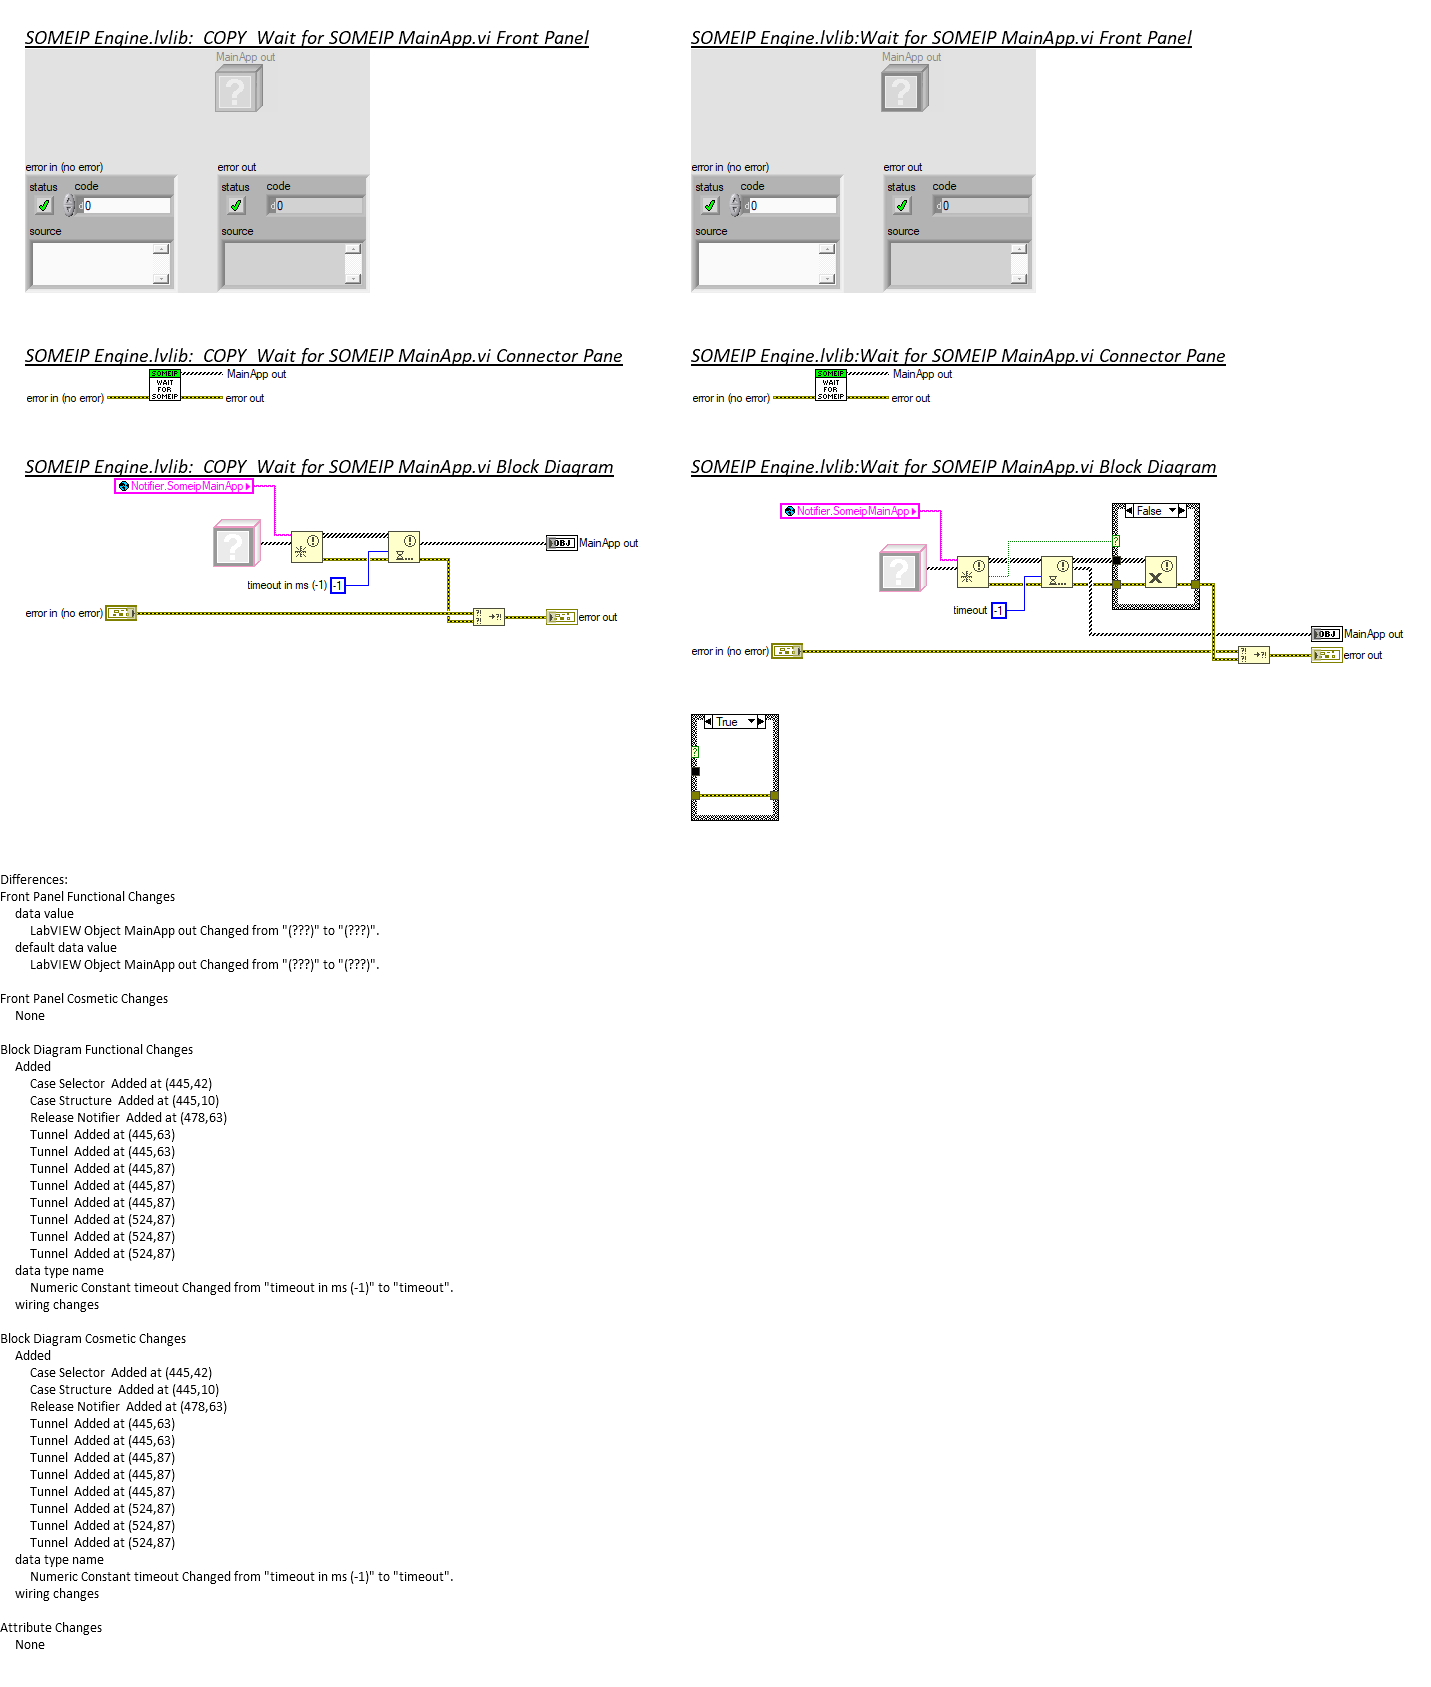 SOMEIP Engine.lvlib:_COPY_Wait for SOMEIP MainApp.vi Front Panel
MainApp out
error in (no error)
error out
status
code
d 0
source
status
code
d 0
source
SOMEIP Engine.lvlib:Wait for SOMEIP MainApp.vi Front Panel
MainApp out
error in (no error)
error out
status
code
d 0
source
status
code
d 0
source
SOMEIP Engine.lvlib:_COPY_Wait for SOMEIP MainApp.vi Connector Pane
SOMEIP
WAIT
FOR
SOMEIP
MainApp out
error in (no error)
error out
SOMEIP Engine.lvlib:Wait for SOMEIP MainApp.vi Connector Pane
SOMEIP
WAIT
FOR
SOMEIP
MainApp out
error in (no error)
error out
SOMEIP Engine.lvlib:_COPY_Wait for SOMEIP MainApp.vi Block Diagram
Notifier.SomeipMainApp
OBJ
MainApp out
timeout in ms (-1)
-1
error in (no error)
error out
SOMEIP Engine.lvlib:Wait for SOMEIP MainApp.vi Block Diagram
Notifier.SomeipMainApp
False
timeout
-1
OBJ
MainApp out
error in (no error)
error out
True
Differences:
Front Panel Functional Changes
data value
LabVIEW Object MainApp out Changed from "(???)" to "(???)".
default data value
LabVIEW Object MainApp out Changed from "(???)" to "(???)".
Front Panel Cosmetic Changes
None
Block Diagram Functional Changes
Added
Case Selector  Added at (445,42)
Case Structure  Added at (445,10)
Release Notifier  Added at (478,63)
Tunnel  Added at (445,63)
Tunnel  Added at (445,63)
Tunnel  Added at (445,87)
Tunnel  Added at (445,87)
Tunnel  Added at (445,87)
Tunnel  Added at (524,87)
Tunnel  Added at (524,87)
Tunnel  Added at (524,87)
data type name
Numeric Constant timeout Changed from "timeout in ms (-1)" to "timeout".
wiring changes
Block Diagram Cosmetic Changes
Added
Case Selector  Added at (445,42)
Case Structure  Added at (445,10)
Release Notifier  Added at (478,63)
Tunnel  Added at (445,63)
Tunnel  Added at (445,63)
Tunnel  Added at (445,87)
Tunnel  Added at (445,87)
Tunnel  Added at (445,87)
Tunnel  Added at (524,87)
Tunnel  Added at (524,87)
Tunnel  Added at (524,87)
data type name
Numeric Constant timeout Changed from "timeout in ms (-1)" to "timeout".
wiring changes
Attribute Changes
None